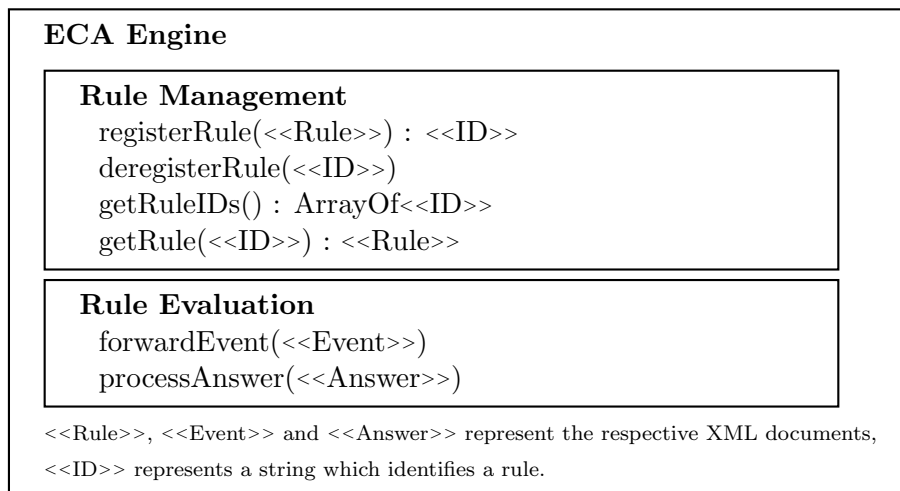 ECA Engine
Rule Management
registerRule(<<Rule>>) : <<ID>>
deregisterRule(<<ID>>)
getRuleIDs() : ArrayOf<<ID>>
getRule(<<ID>>) : <<Rule>>
Rule Evaluation
forwardEvent(<<Event>>)
processAnswer(<<Answer>>)
<<Rule>>, <<Event>> and <<Answer>> represent the respective XML documents,
<<ID>> represents a string which identifies a rule.